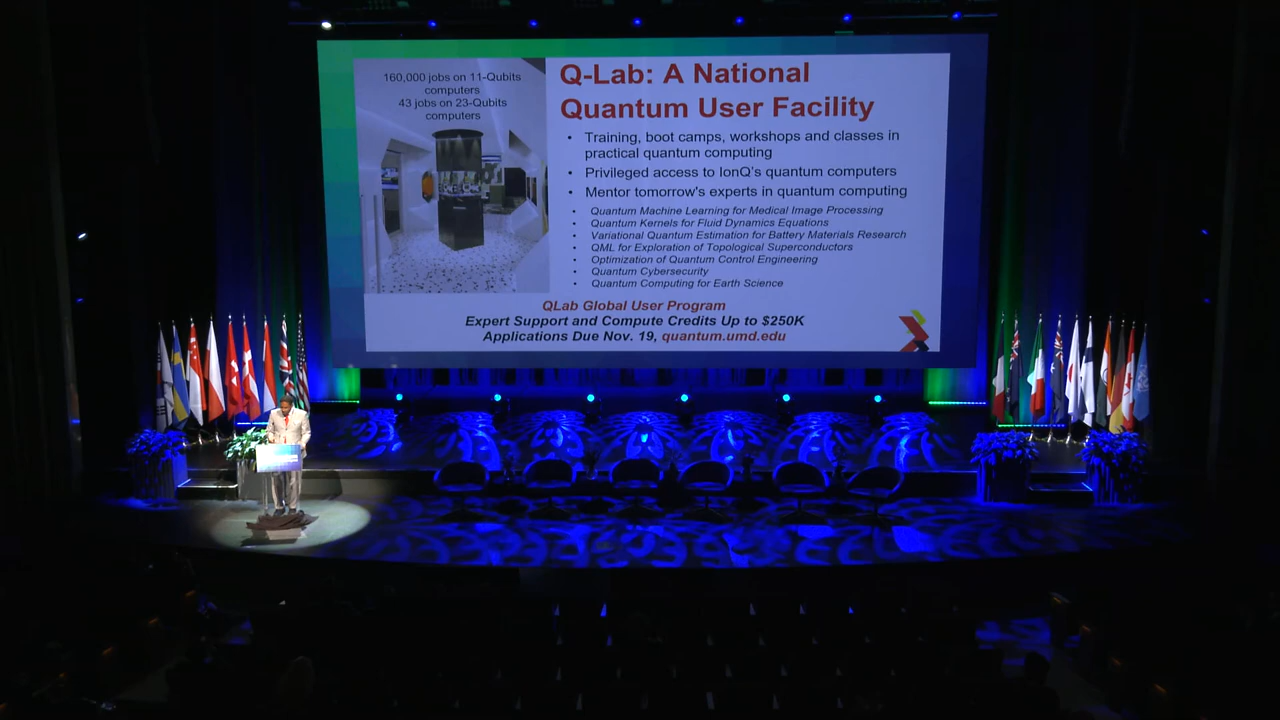 160,000 jobs on 11-Qubits
computers
43 jobs on 23-Qubits
computers
Q-Lab: A National
Quantum User Facility
• Training, boot camps, workshops and classes in
practical quantum computing
• Privileged access to IonQ's quantum computers
• Mentor tomorrow's experts in quantum computing
• Quantum Machine Learning for Medical Image Processing
• Quantum Kernels for Fluid Dynamics Equations
• Variational Quantum Estimation for Battery Materials Research
• QML for Exploration of Topological Superconductors
• Optimization of Quantum Control Engineering
• Quantum Cybersecurity
• Quantum Computing for Earth Science
QLab Global User Program
Expert Support and Compute Credits Up to $250K
Applications Due Nov. 19, quantum.umd.edu